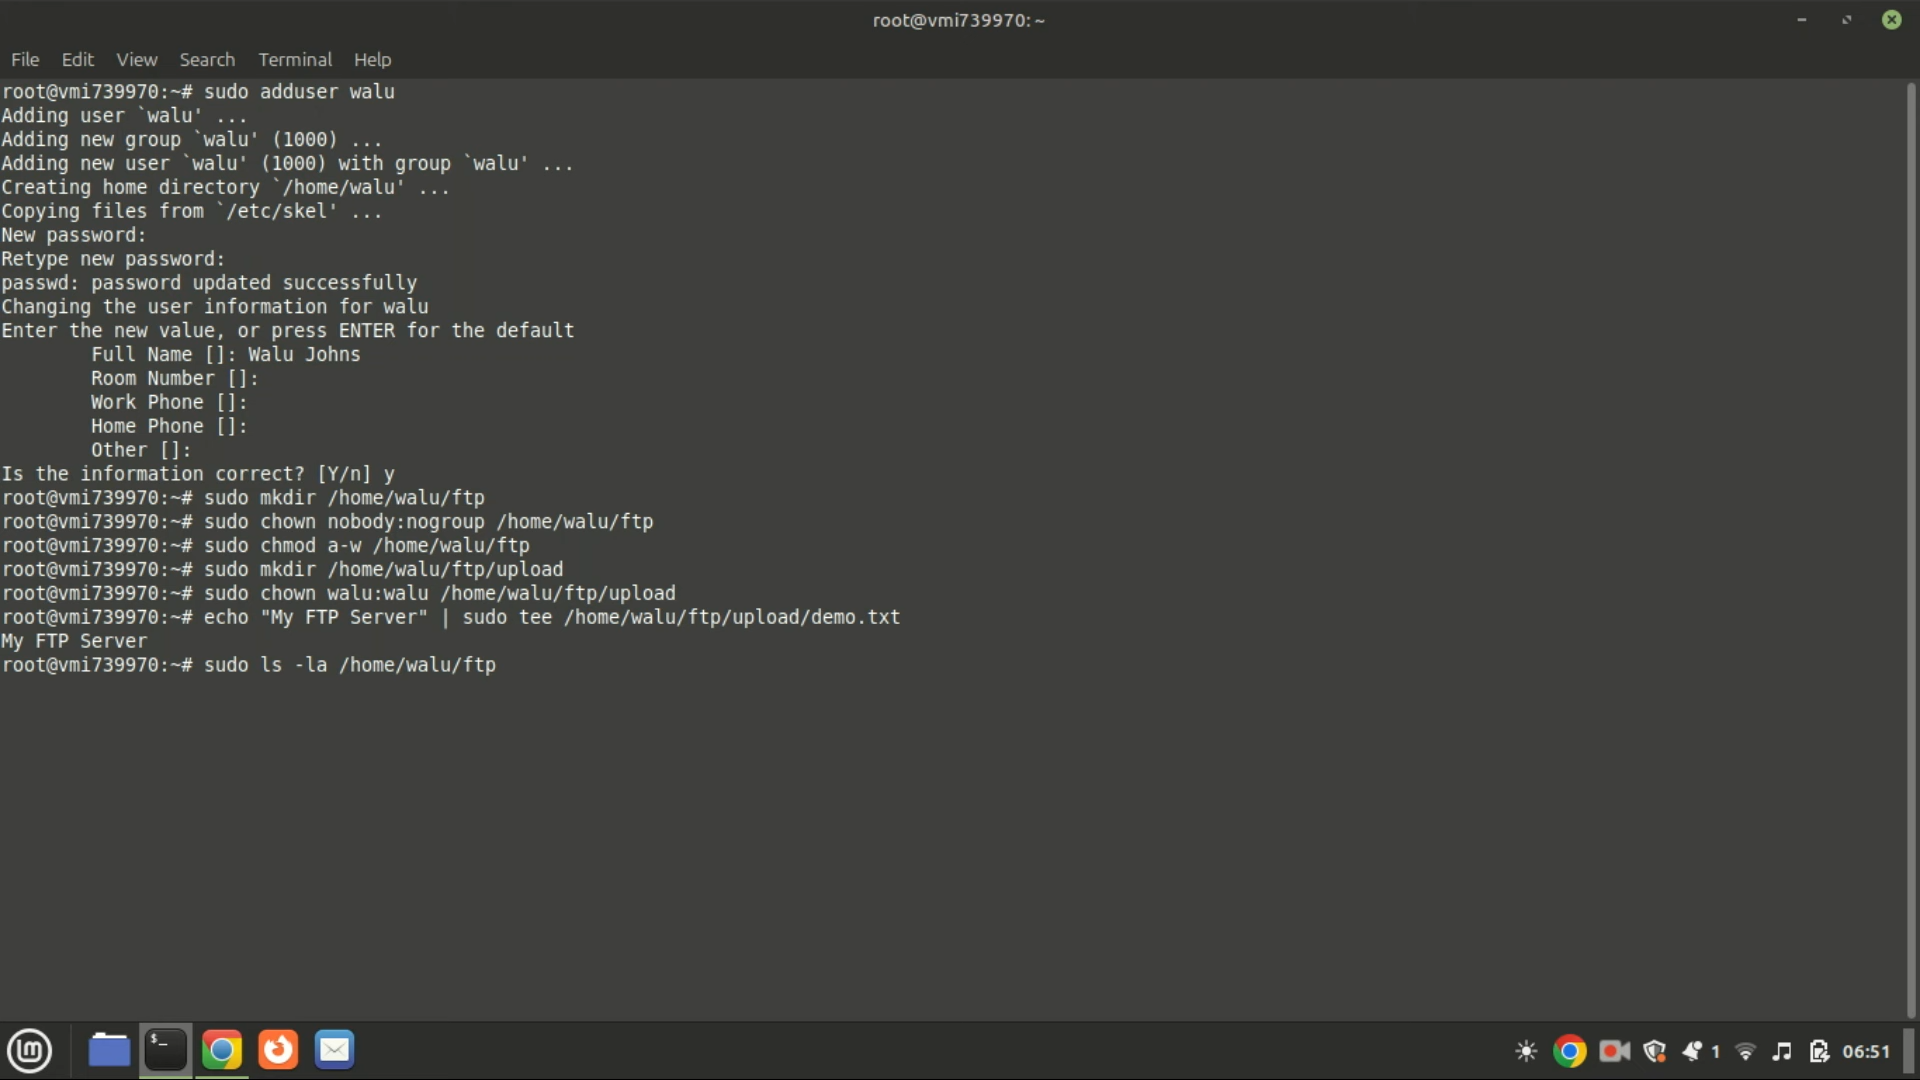 root@vmi739970:~
File Edit View Search Terminal Help
root@vmi739970:~# sudo adduser walu
Adding user `walu' ...
Adding new group `walu' (1000) ...
Adding new user `walu' (1000) with group `walu' ...
Creating home directory `/home/walu' ...
Copying files from `/etc/skel' ...
New password:
Retype new password:
passwd: password updated successfully
Changing the user information for walu
Enter the new value, or press ENTER for the default
        Full Name []: Walu Johns
        Room Number []:
        Work Phone []:
        Home Phone []:
        Other []:
Is the information correct? [Y/n] y
root@vmi739970:~# sudo mkdir /home/walu/ftp
root@vmi739970:~# sudo chown nobody:nogroup /home/walu/ftp
root@vmi739970:~# sudo chmod a-w /home/walu/ftp
root@vmi739970:~# sudo mkdir /home/walu/ftp/upload
root@vmi739970:~# sudo chown walu:walu /home/walu/ftp/upload
root@vmi739970:~# echo "My FTP Server" | sudo tee /home/walu/ftp/upload/demo.txt
My FTP Server
root@vmi739970:~# sudo ls -la /home/walu/ftp
$_
1 06:51